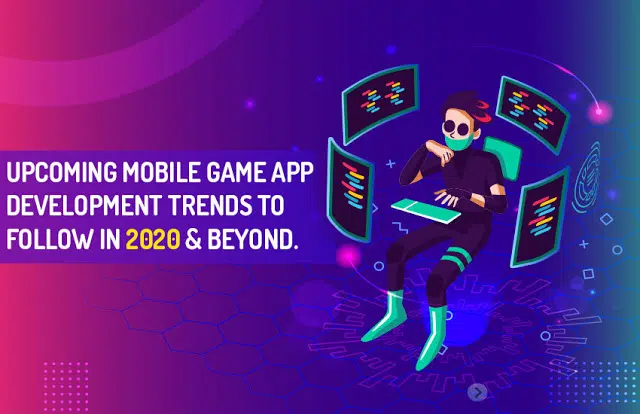 UPCOMING MOBILE GAME APP
DEVELOPMENT TRENDS TO
FOLLOW IN 2020 & BEYOND.